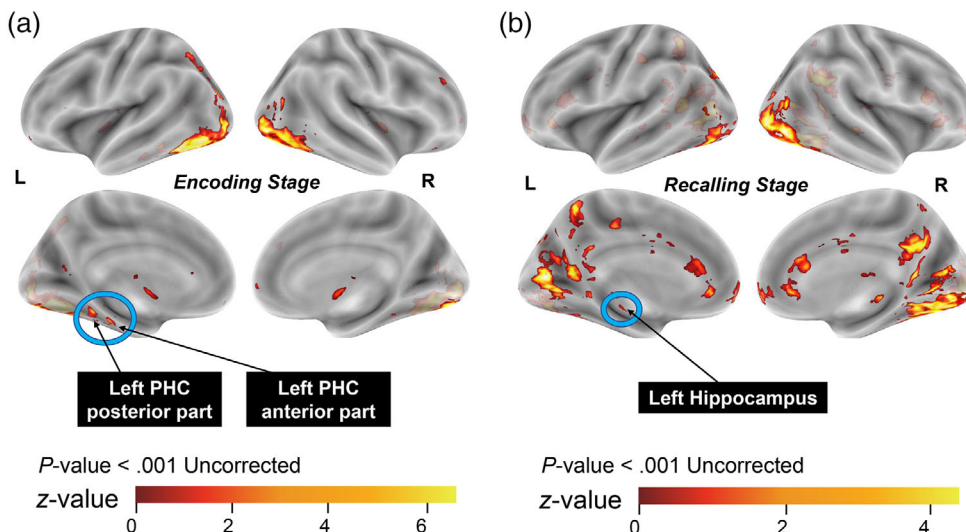 (a)
L
Encoding Stage
R
Left PHC
posterior part
Left PHC
anterior part
P-value < .001 Uncorrected
z-value
0 2 4 6
(b)
L
Recalling Stage
R
Left Hippocampus
P-value < .001 Uncorrected
z-value
0 2 4